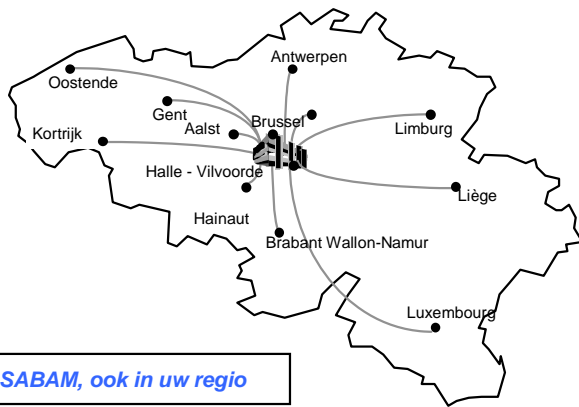 Antwerpen
Oostende
Gent
Brussel
Aalst
Limburg
Kortrijk
Halle - Vilvoorde
Liège
Hainaut
Brabant Wallon-Namur
Luxembourg
SABAM, ook in uw regio